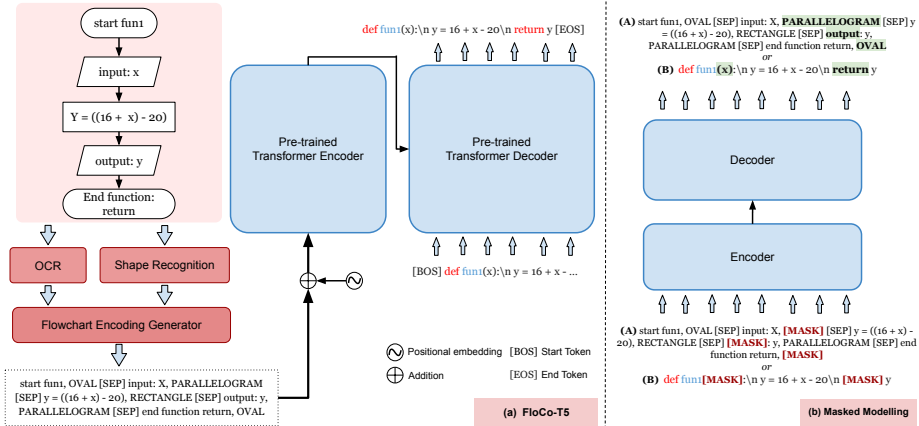 start fun1
input: x
Y = ((16 + x) - 20)
output: y
End function:
return
OCR
Shape Recognition
Flowchart Encoding Generator
start fun1, OVAL [SEP] input: X, PARALLELOGRAM
[SEP] y = ((16 + x) - 20), RECTANGLE [SEP] output: y,
PARALLELOGRAM [SEP] end function return, OVAL
def fun1(x):\n y = 16 + x - 20\n return y [EOS]
Pre-trained
Transformer Encoder
Pre-trained
Transformer Decoder
[BOS] def fun1(x):\n y = 16 + x - ...
Positional embedding
[BOS] Start Token
Addition
[EOS] End Token
(a) FloCo-T5
(A) start fun1, OVAL [SEP] input: X, PARALLELOGRAM [SEP] y
= ((16 + x) - 20), RECTANGLE [SEP] output: y,
PARALLELOGRAM [SEP] end function return, OVAL
or
(B) def fun1(x):\n y = 16 + x - 20\n return y
Decoder
Encoder
(A) start fun1, OVAL [SEP] input: X, [MASK] [SEP] y = ((16 + x) -
20), RECTANGLE [SEP] [MASK]: y, PARALLELOGRAM [SEP] end
function return, [MASK]
or
(B) def fun1[MASK]:\n y = 16 + x - 20\n [MASK] y
(b) Masked Modelling